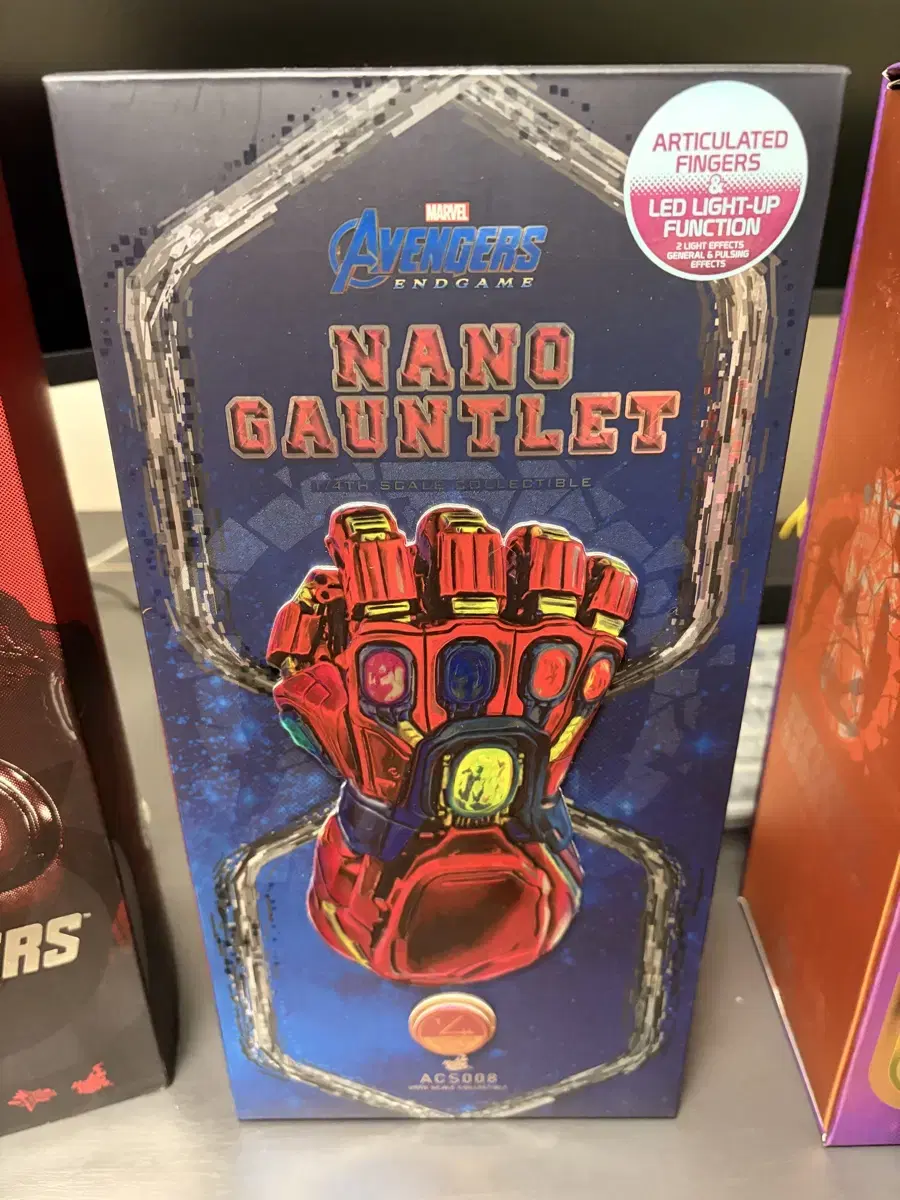 ARTICULATED
FINGERS
&
LED LIGHT-UP
FUNCTION
2 LIGHT EFFECTS
GENERAL & PULSING
EFFECTS
MARVEL
AVENGERS
ENDGAME
NANO
GAUNTLET
1/4TH SCALE COLLECTIBLE
ACS008
RS